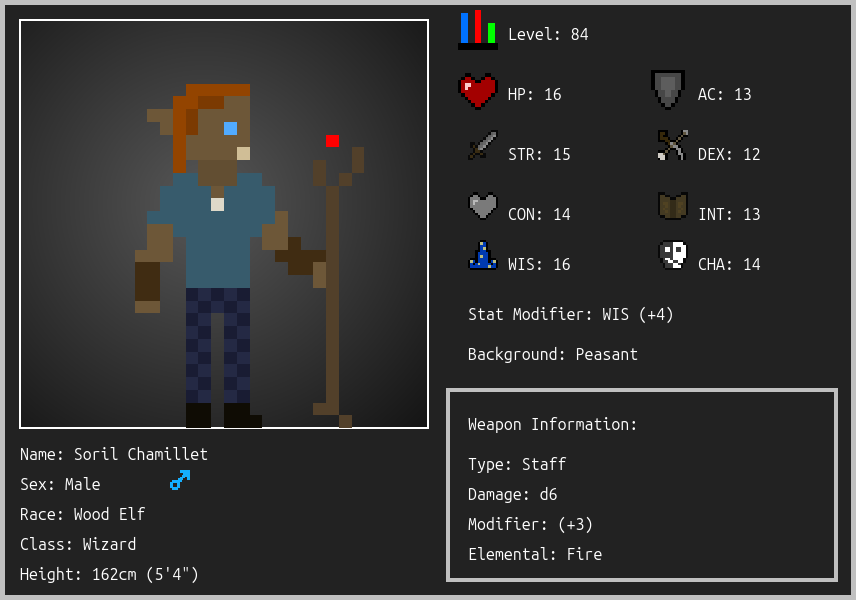 Level: 84
HP: 16
AC: 13
STR: 15
DEX: 12
CON: 14
INT: 13
WIS: 16
CHA: 14
Stat Modifier: WIS (+4)
Background: Peasant
Weapon Information:
Type: Staff
Damage: d6
Modifier: (+3)
Elemental: Fire
Name: Soril Chamillet
Sex: Male
Race: Wood Elf
Class: Wizard
Height: 162cm (5'4")